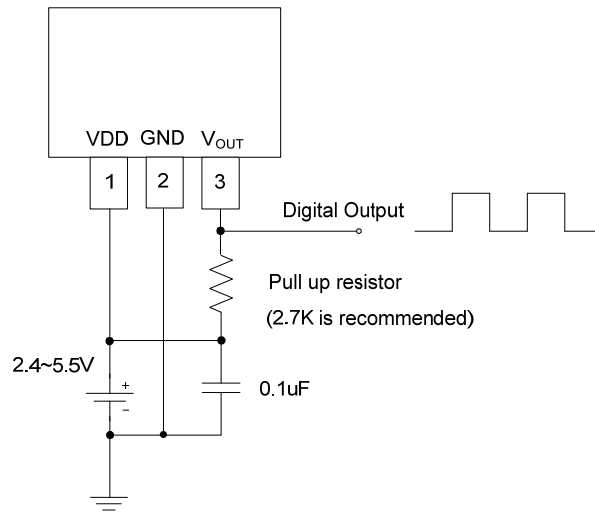 VDD GND VOUT
1 2 3
Digital Output
Pull up resistor
(2.7K is recommended)
2.4~5.5V
+
-
0.1uF